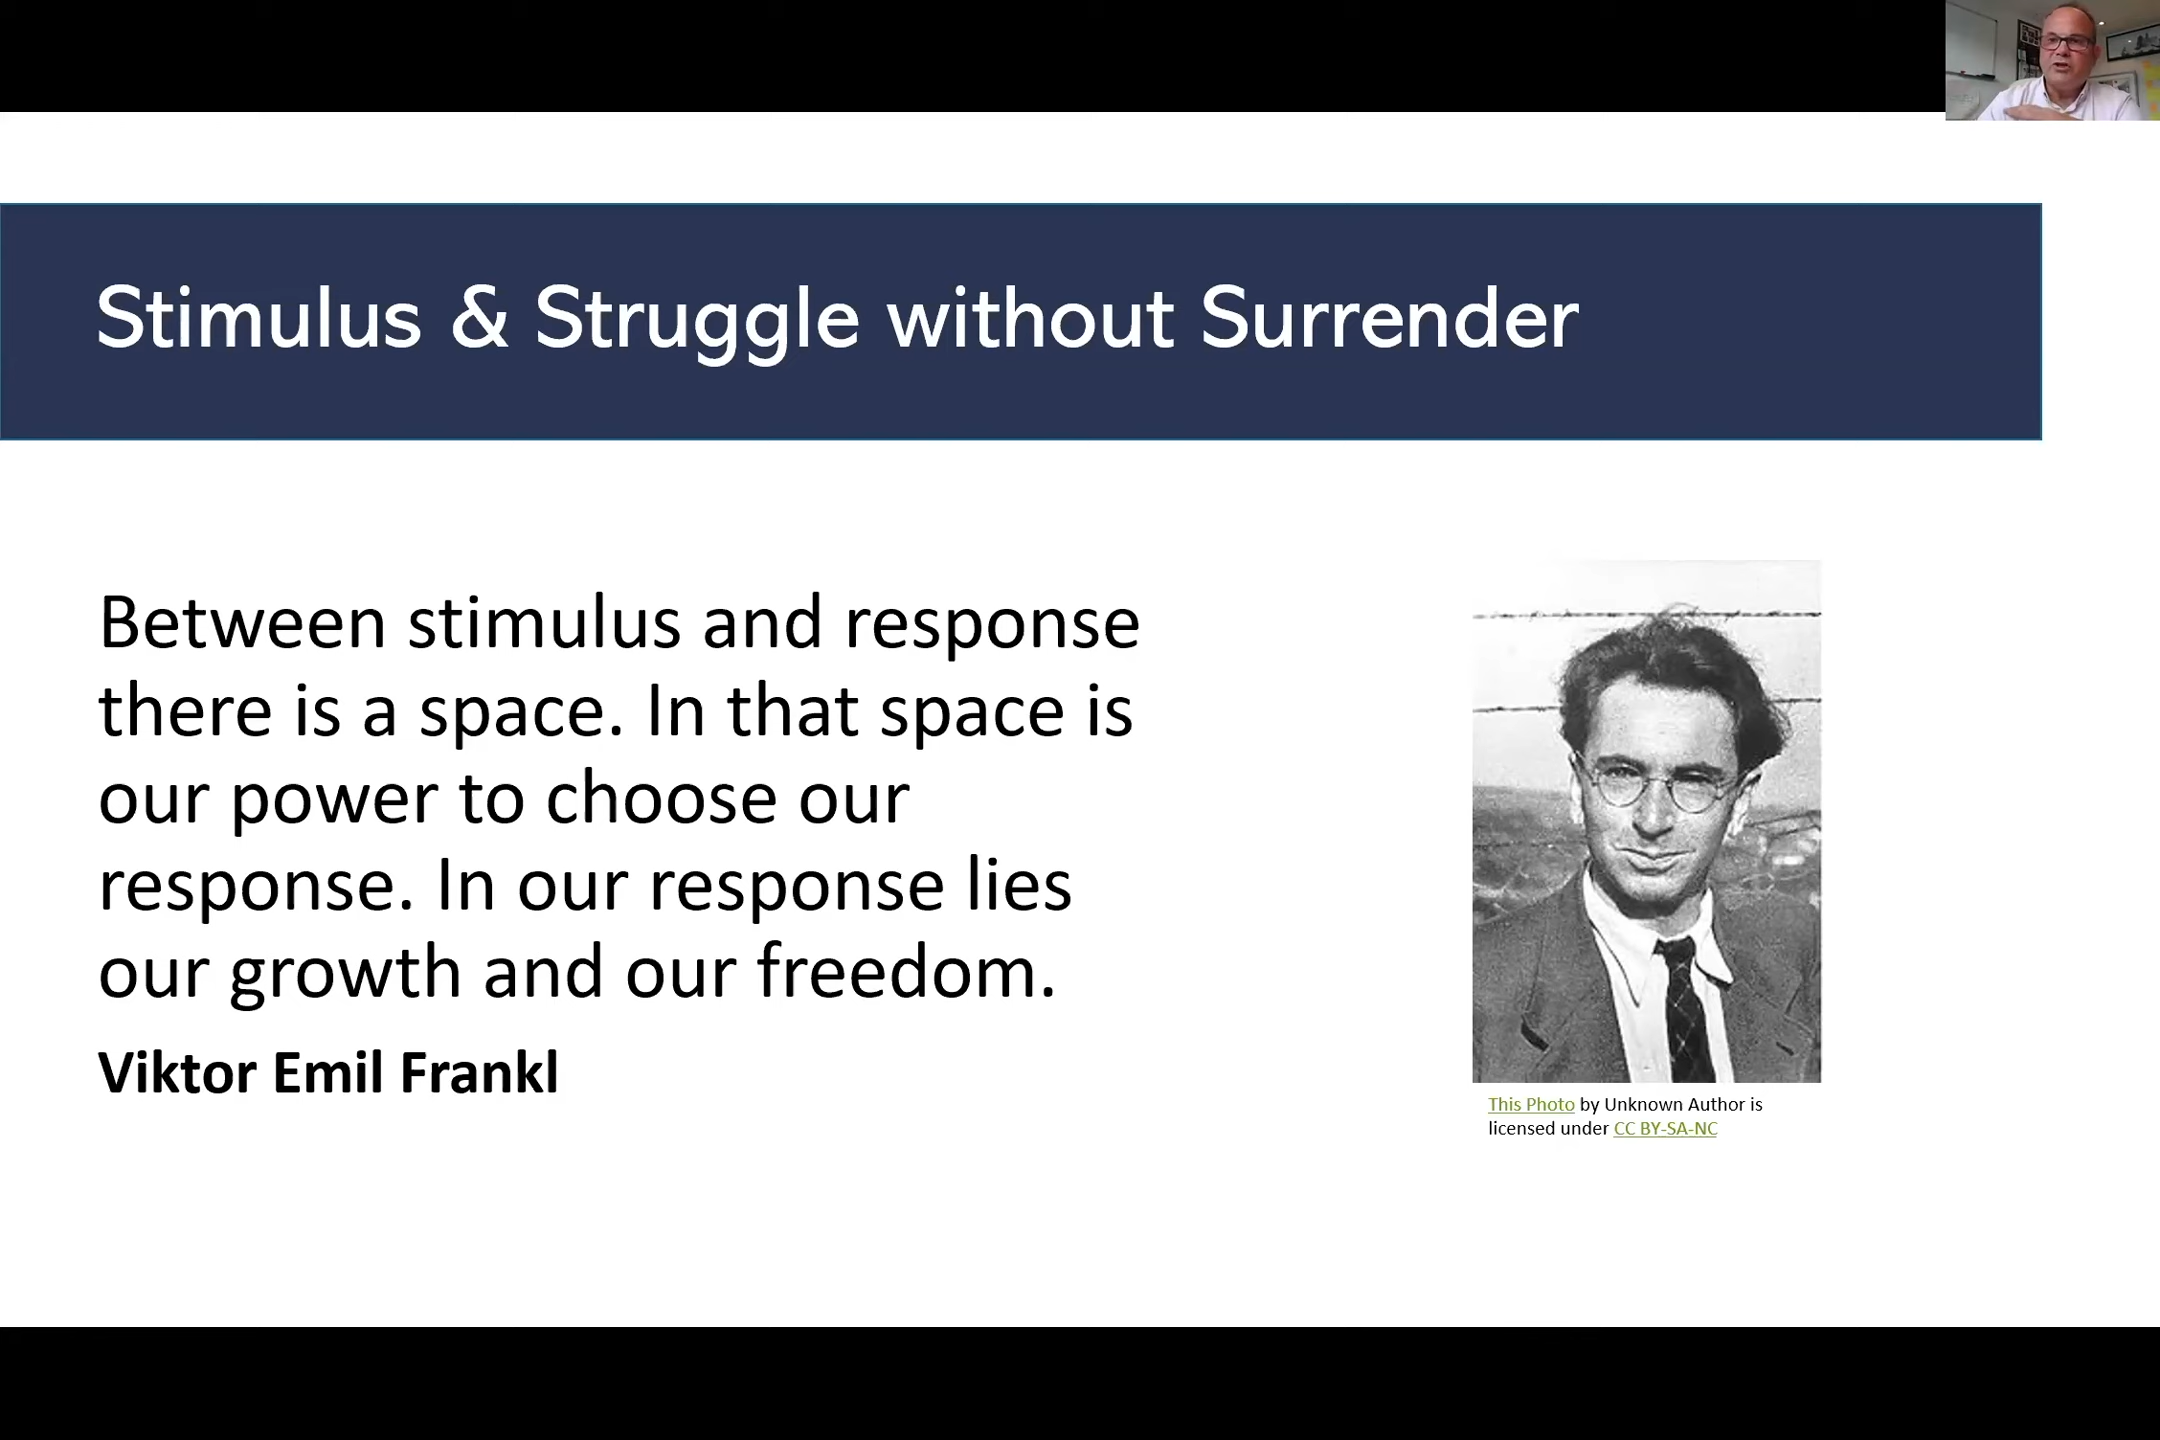 Stimulus & Struggle without Surrender
Between stimulus and response
there is a space. In that space is
our power to choose our
response. In our response lies
our growth and our freedom.
Viktor Emil Frankl
This Photo by Unknown Author is
licensed under CC BY-SA-NC